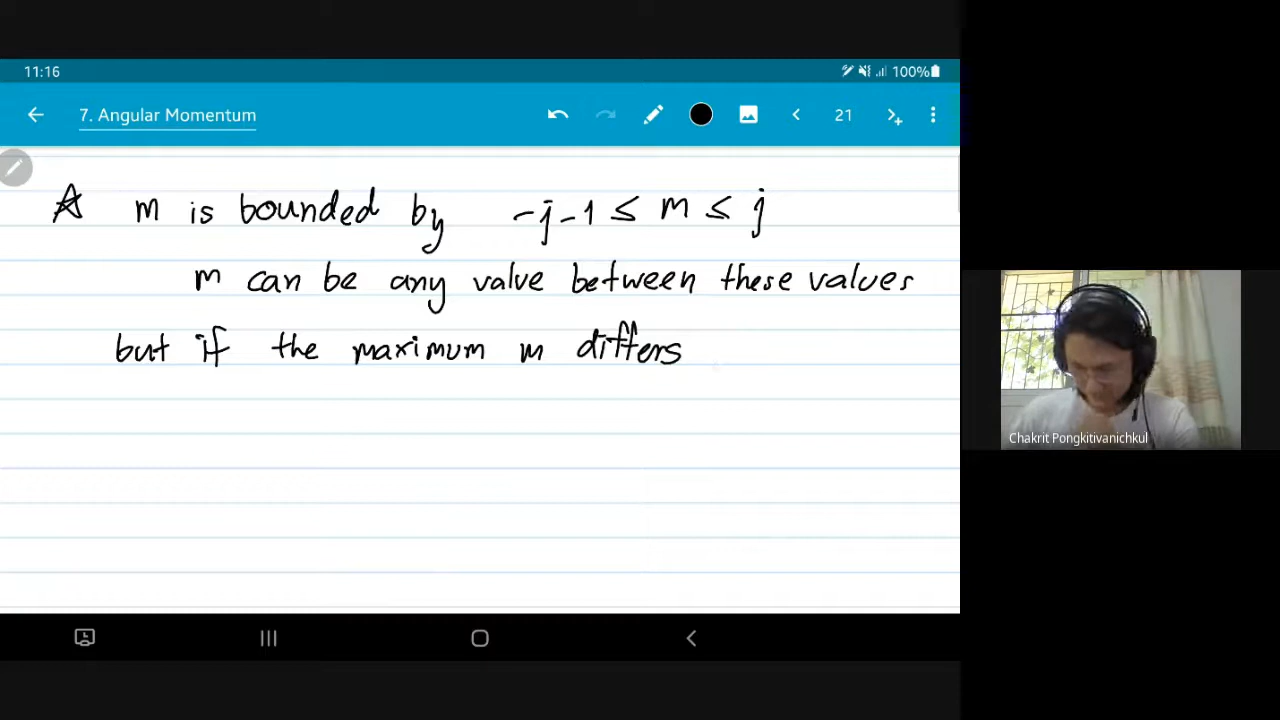 11:16
100%
7. Angular Momentum
21
m is bounded by -j-1 ≤ m ≤ j
m can be any value between these values
but if the maximum m differs
Chakrit Pongkitivanichkul